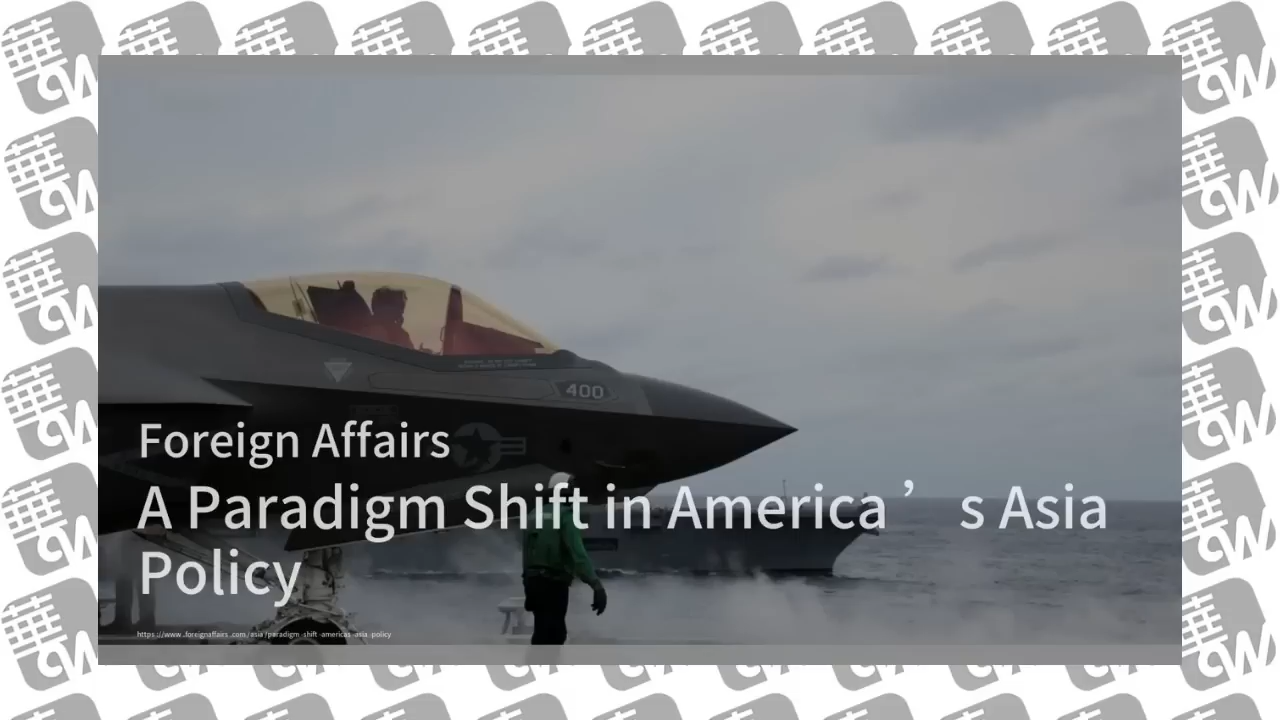 400
Foreign Affairs
A Paradigm Shift in America’s Asia
Policy
https://www.foreignaffairs.com/asia/paradigm-shift-americas-asia-policy
華